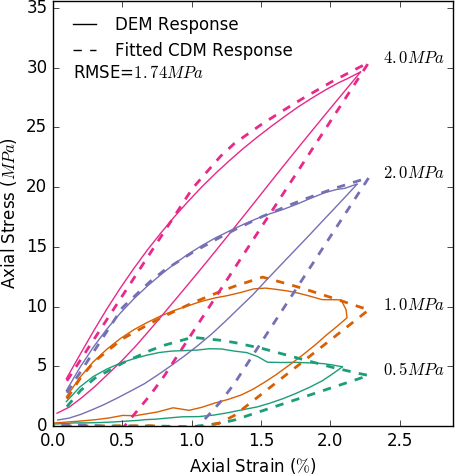 35
DEM Response
Fitted CDM Response
RMSE=1.74MPa
4.0MPa
30
25
2.0MPa
20
15
1.0MPa
10
0.5MPa
5
0
0.0 0.5 1.0 1.5 2.0 2.5
Axial Stress (MPa)
Axial Strain (%)